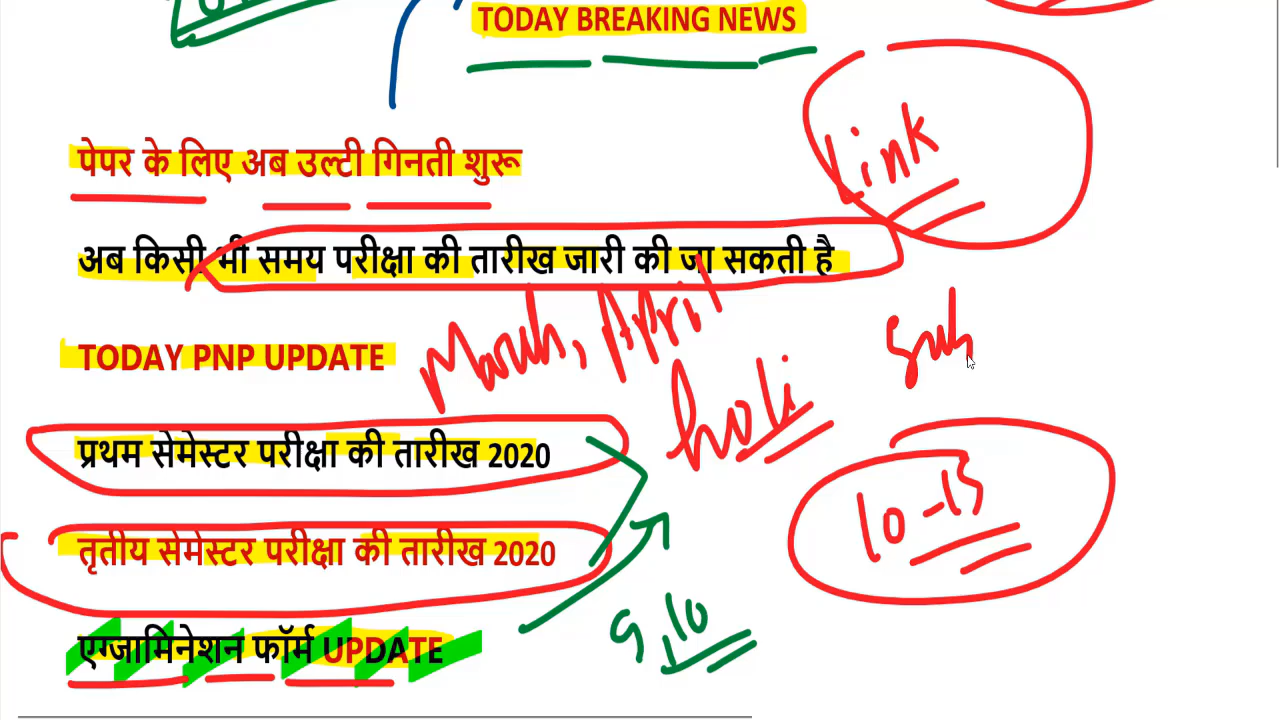 TODAY BREAKING NEWS
Link
पेपर के लिए अब उल्टी गिनती शुरू
अब किसी भी समय परीक्षा की तारीख जारी की जा सकती है
March, April
TODAY PNP UPDATE
holi
प्रथम सेमेस्टर परीक्षा की तारीख 2020
10-15
तृतीय सेमेस्टर परीक्षा की तारीख 2020
9,10
एग्जामिनेशन फॉर्म UPDATE